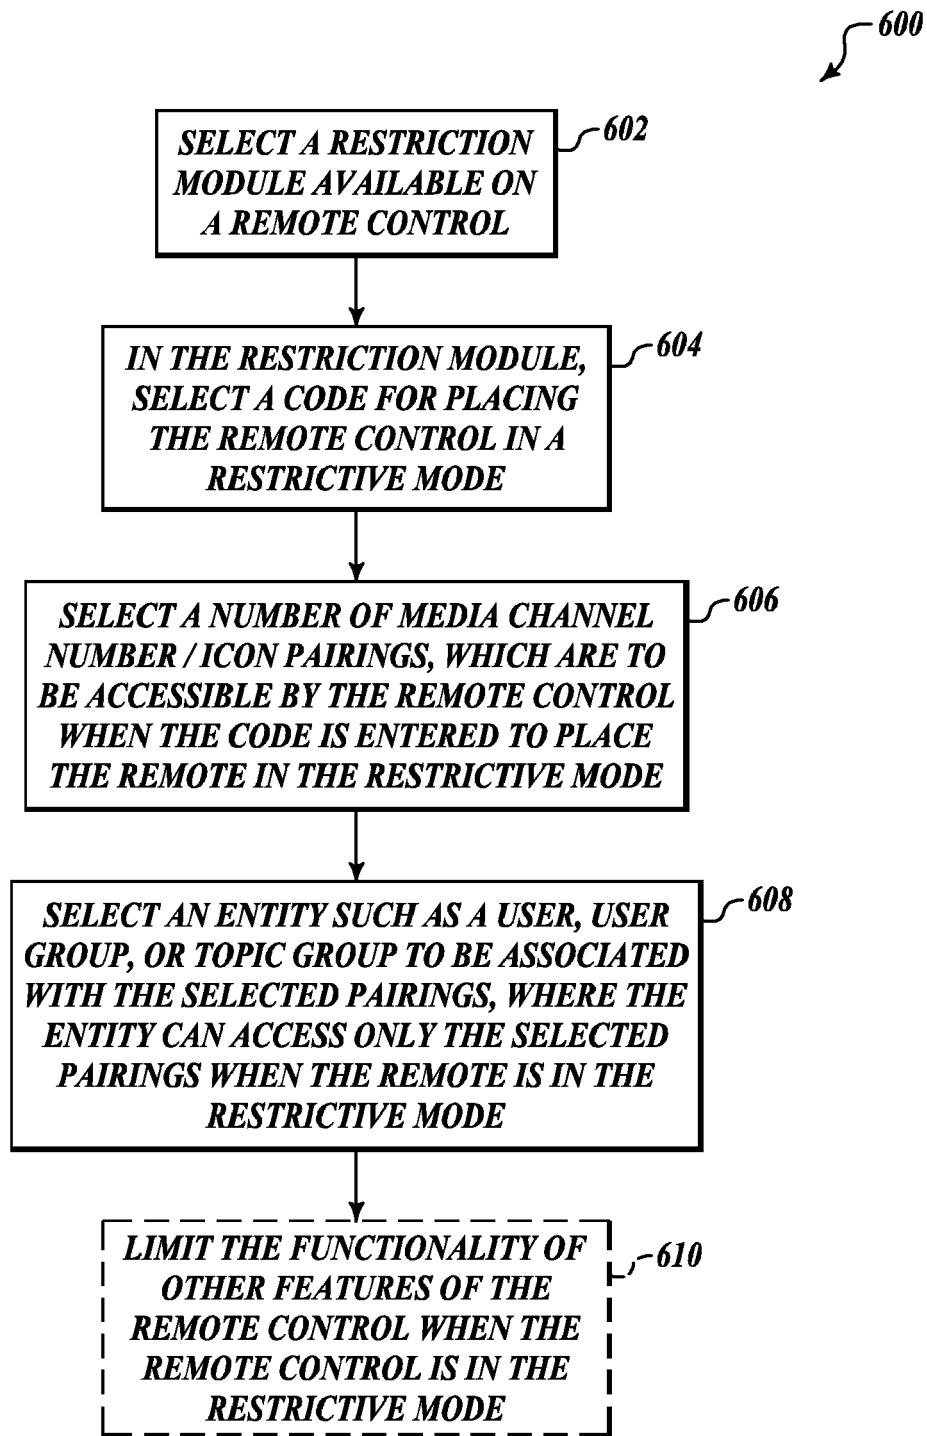 600
602
SELECT A RESTRICTION
MODULE AVAILABLE ON
A REMOTE CONTROL
604
IN THE RESTRICTION MODULE,
SELECT A CODE FOR PLACING
THE REMOTE CONTROL IN A
RESTRICTIVE MODE
606
SELECT A NUMBER OF MEDIA CHANNEL
NUMBER / ICON PAIRINGS, WHICH ARE TO
BE ACCESSIBLE BY THE REMOTE CONTROL
WHEN THE CODE IS ENTERED TO PLACE
THE REMOTE IN THE RESTRICTIVE MODE
608
SELECT AN ENTITY SUCH AS A USER, USER
GROUP, OR TOPIC GROUP TO BE ASSOCIATED
WITH THE SELECTED PAIRINGS, WHERE THE
ENTITY CAN ACCESS ONLY THE SELECTED
PAIRINGS WHEN THE REMOTE IS IN THE
RESTRICTIVE MODE
610
LIMIT THE FUNCTIONALITY OF
OTHER FEATURES OF THE
REMOTE CONTROL WHEN THE
REMOTE CONTROL IS IN THE
RESTRICTIVE MODE